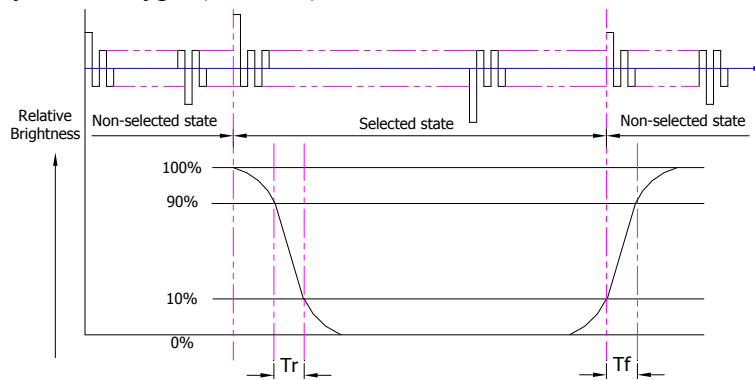 Relative
Brightness
Non-selected state
Selected state
Non-selected state
100%
90%
10%
0%
Tr
Tf